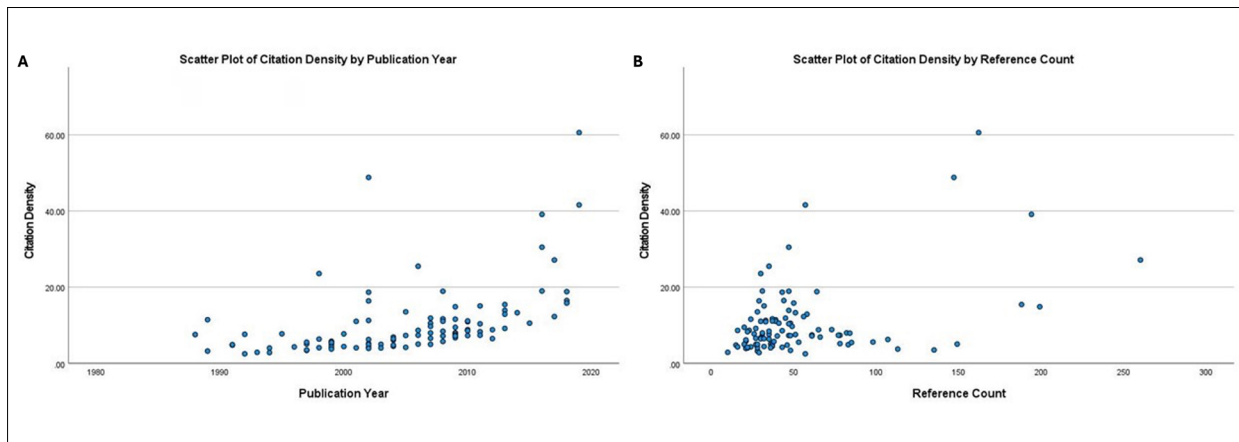 A
Scatter Plot of Citation Density by Publication Year
Citation Density
60.00
40.00
20.00
.00
1980 1990 2000 2010 2020
Publication Year
B
Scatter Plot of Citation Density by Reference Count
Citation Density
60.00
40.00
20.00
.00
0 50 100 150 200 250 300
Reference Count